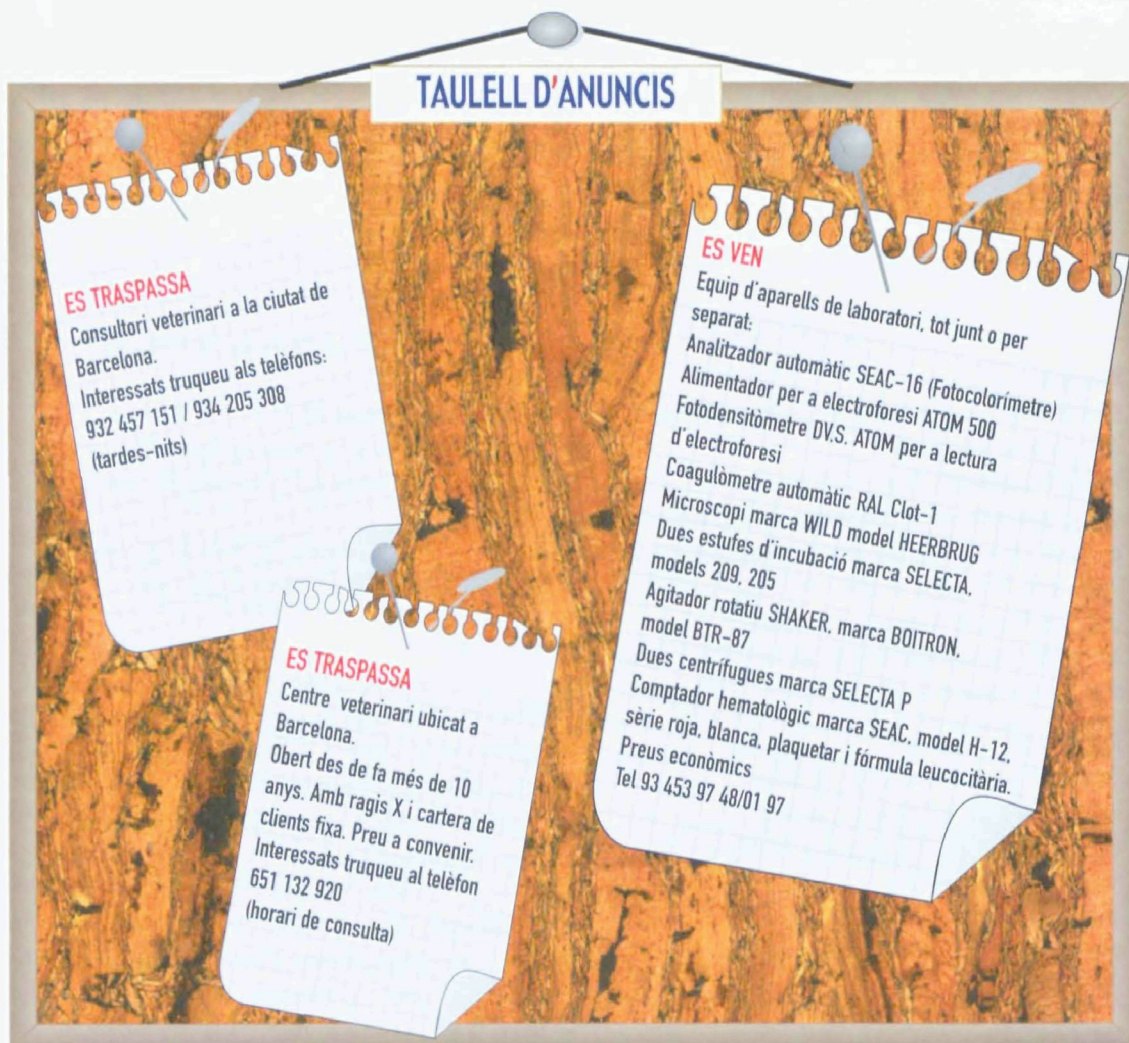 TAULELL D'ANUNCIS
ES TRASPASSA
Consultori veterinari a la ciutat de
Barcelona.
Interessats truqueu als telèfons:
932 457 151 / 934 205 308
(tardes-nits)
ES TRASPASSA
Centre veterinari ubicat a
Barcelona.
Obert des de fa més de 10
anys. Amb ragis X i cartera de
clients fixa. Preu a convenir.
Interessats truqueu al telèfon
651 132 920
(horari de consulta)
ES VEN
Equip d'aparells de laboratori, tot junt o per
separat:
Analitzador automàtic SEAC-16 (Fotocolorímetre)
Alimentador per a electroforesi ATOM 500
Fotodensitòmetre DV.S. ATOM per a lectura
d'electroforesi
Coagulòmetre automàtic RAL Clot-1
Microscopi marca WILD model HEERBRUG
Dues estufes d'incubació marca SELECTA,
models 209, 205
Agitador rotatiu SHAKER, marca BOITRON,
model BTR-87
Dues centrífugues marca SELECTA P
Comptador hematològic marca SEAC, model H-12,
sèrie roja, blanca, plaquetar i fórmula leucocitària.
Preus econòmics
Tel 93 453 97 48/01 97